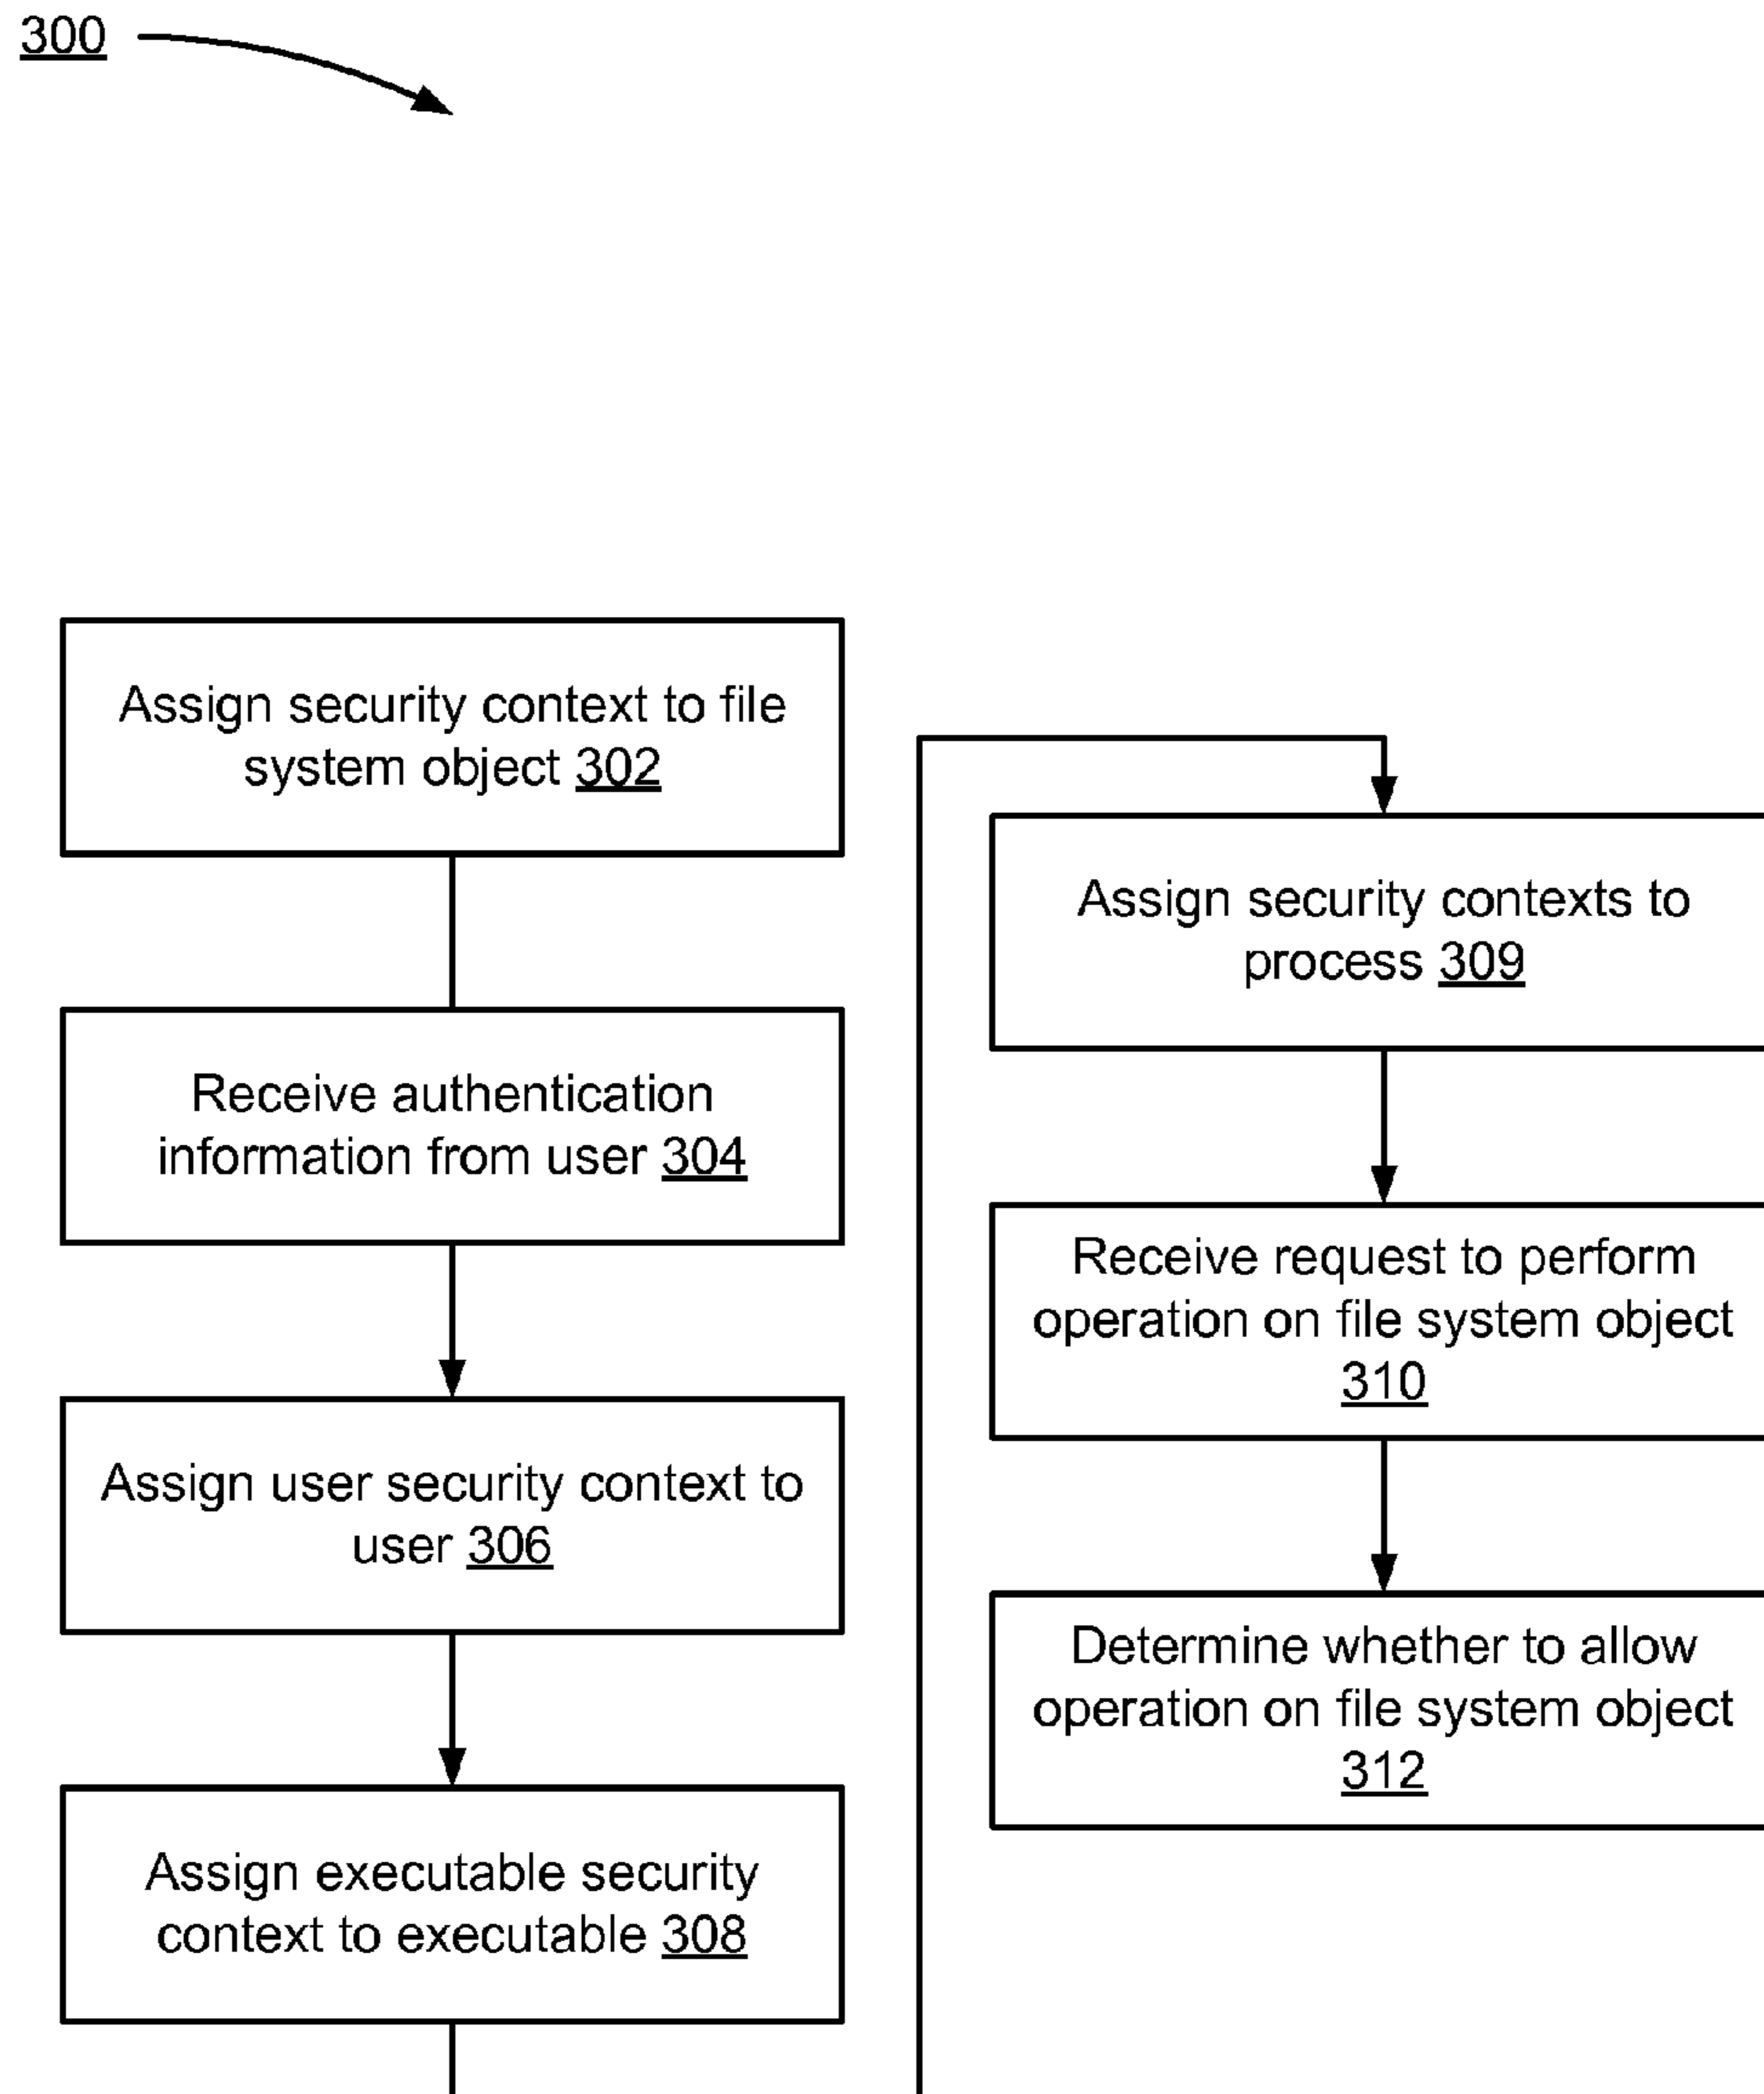 300
Assign security context to file
system object 302
Receive authentication
information from user 304
Assign user security context to
user 306
Assign executable security
context to executable 308
Assign security contexts to
process 309
Receive request to perform
operation on file system object
310
Determine whether to allow
operation on file system object
312